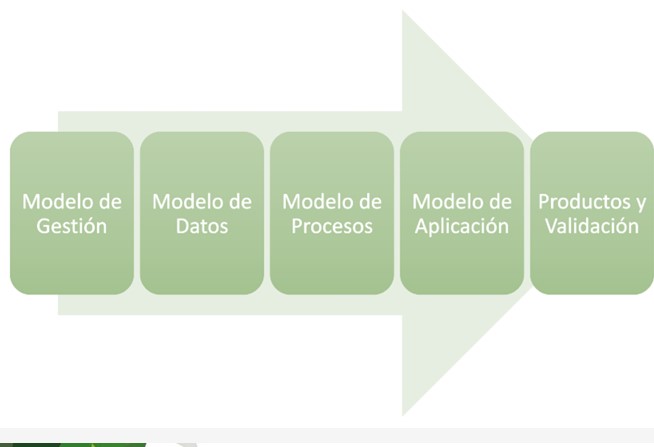 Modelo de
Gestión
Modelo de
Datos
Modelo de
Procesos
Modelo de
Aplicación
Productos y
Validación